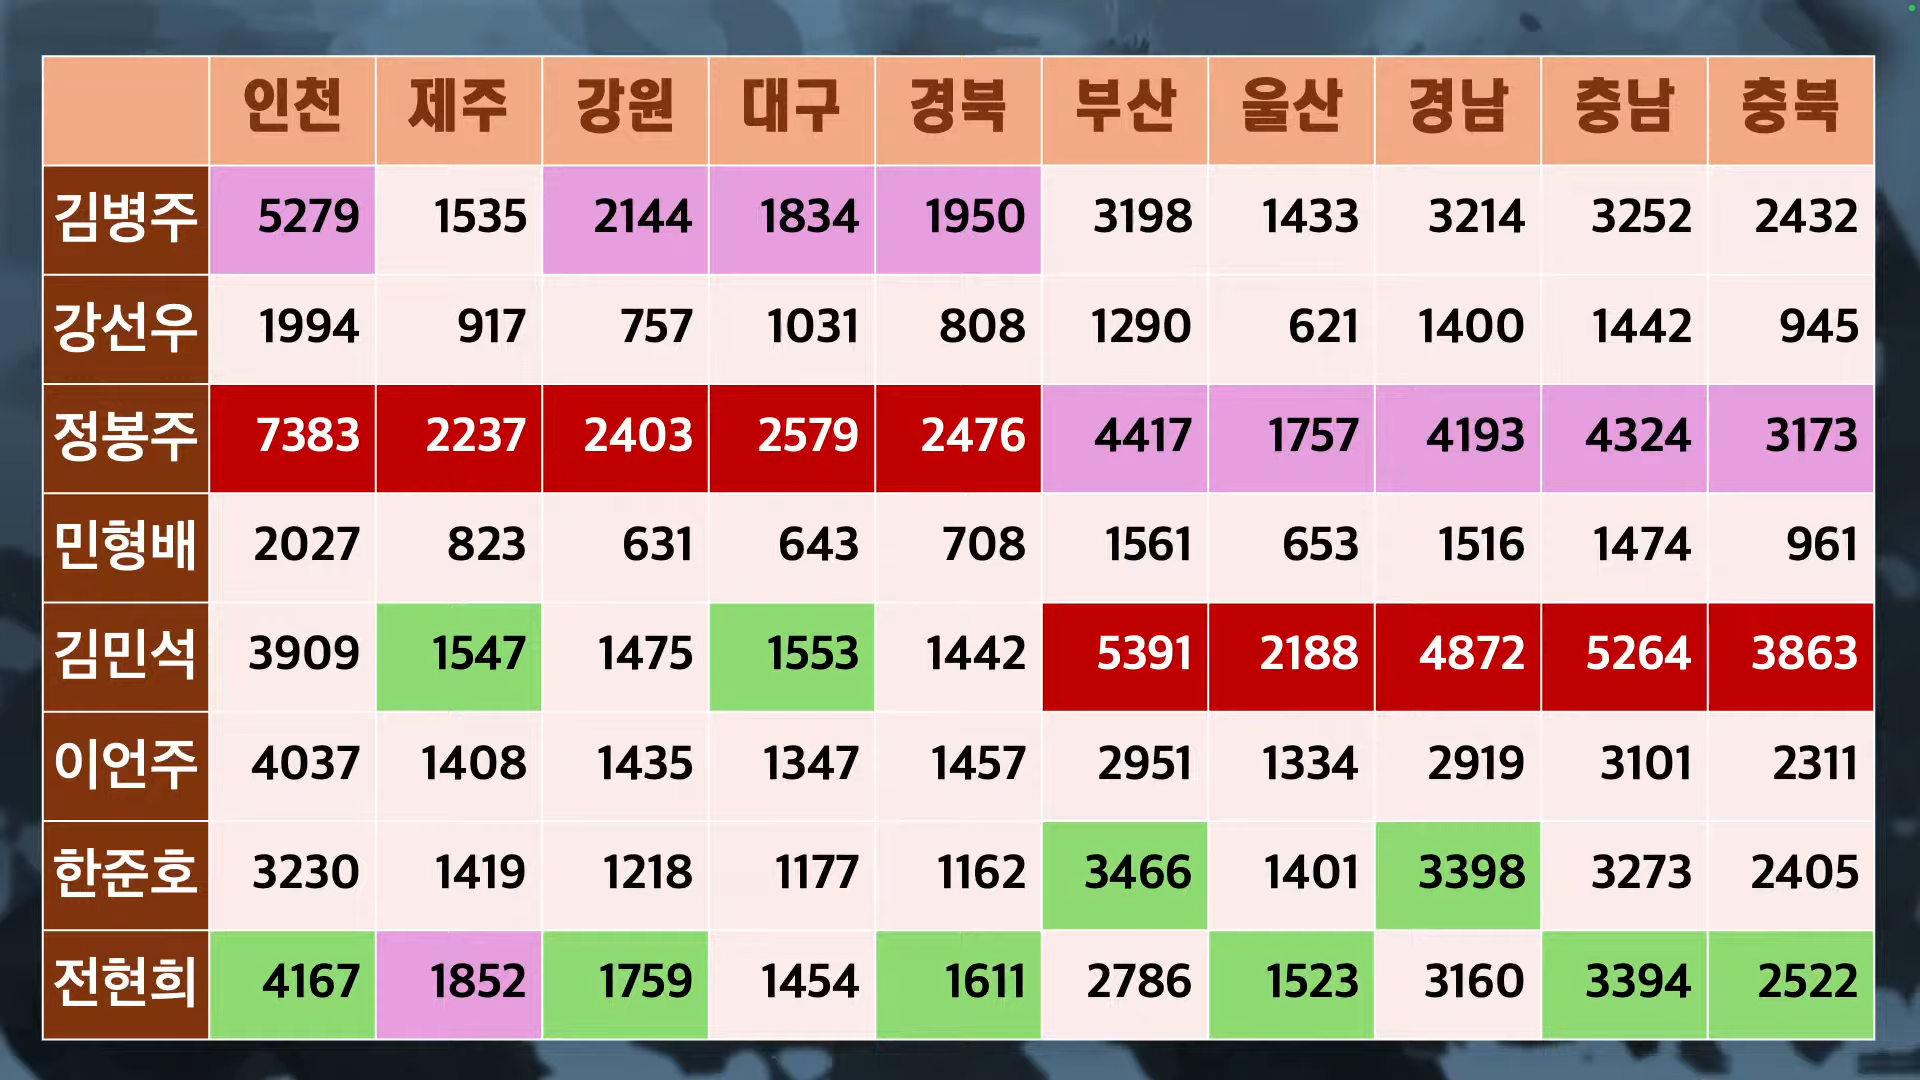 인천 제주 강원 대구 경북 부산 울산 경남 충남 충북
김병주 5279 1535 2144 1834 1950 3198 1433 3214 3252 2432
강선우 1994 917 757 1031 808 1290 621 1400 1442 945
정봉주 7383 2237 2403 2579 2476 4417 1757 4193 4324 3173
민형배 2027 823 631 643 708 1561 653 1516 1474 961
김민석 3909 1547 1475 1553 1442 5391 2188 4872 5264 3863
이언주 4037 1408 1435 1347 1457 2951 1334 2919 3101 2311
한준호 3230 1419 1218 1177 1162 3466 1401 3398 3273 2405
전현희 4167 1852 1759 1454 1611 2786 1523 3160 3394 2522